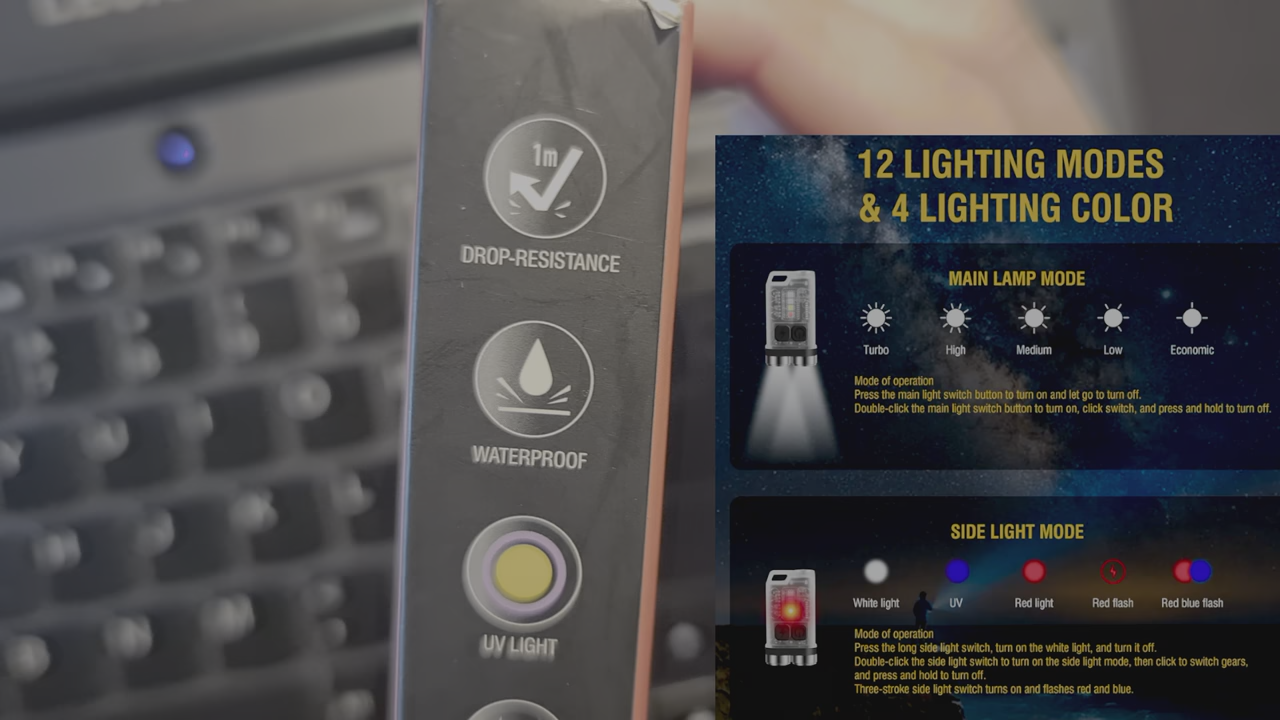 1m
DROP-RESISTANCE
WATERPROOF
UV LIGHT
12 LIGHTING MODES
& 4 LIGHTING COLOR
MAIN LAMP MODE
Turbo
High
Medium
Low
Economic
Mode of operation
Press the main light switch button to turn on and let go to turn off.
Double-click the main light switch button to turn on, click switch, and press and hold to turn off.
SIDE LIGHT MODE
White light
UV
Red light
Red flash
Red blue flash
Mode of operation
Press the long side light switch, turn on the white light, and turn it off.
Double-click the side light switch to turn on the side light mode, then click to switch gears,
and press and hold to turn off.
Three-stroke side light switch turns on and flashes red and blue.